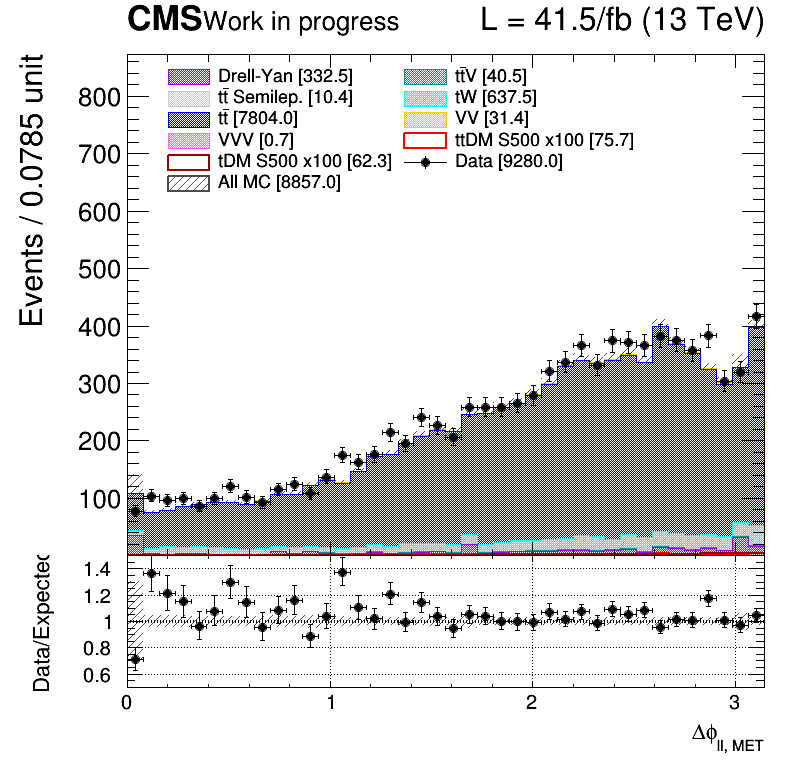 CMS Work in progress L = 41.5/fb (13 TeV)
Events / 0.0785 unit
800
700
600
500
400
300
200
100
Drell-Yan [332.5]
tt̄V [40.5]
tt̄ Semilep. [10.4]
tW [637.5]
tt̄ [7804.0]
VV [31.4]
VVV [0.7]
ttDM S500 x100 [75.7]
tDM S500 x100 [62.3]
Data [9280.0]
All MC [8857.0]
Data/Expected
1.4
1.2
1
0.8
0.6
0 1 2 3
Δϕll, MET